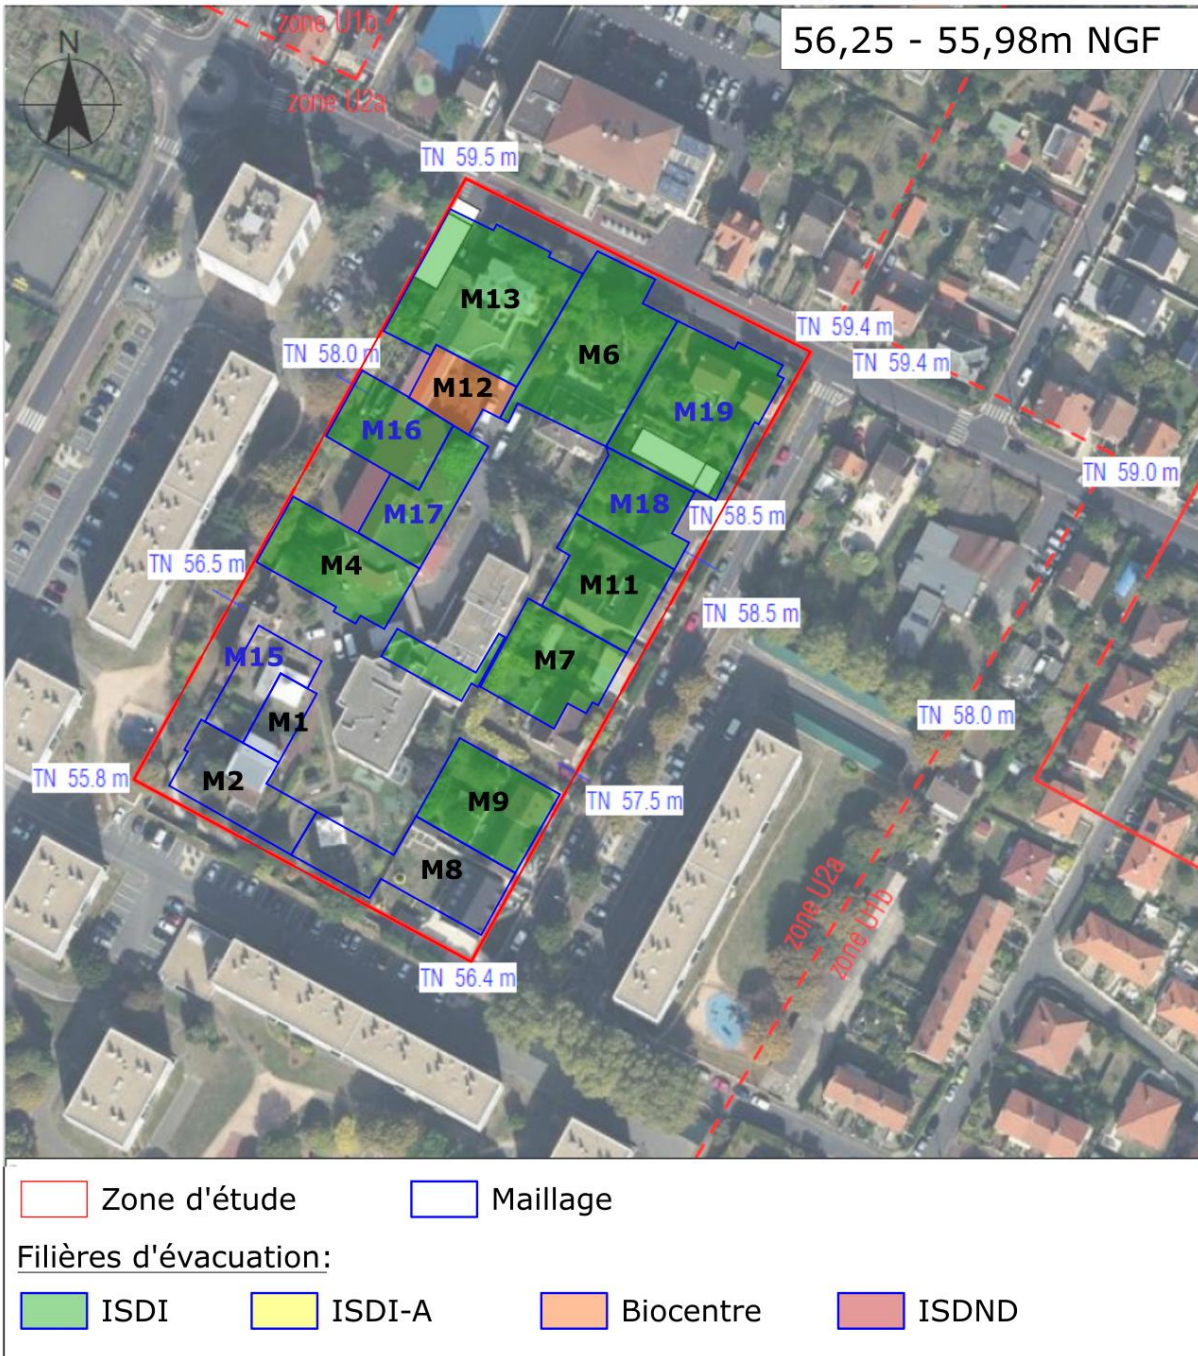 56,25 - 55,98m NGF
zone U1b
N
zone U2a
TN 59.5 m
M13
TN 59.4 m
TN 58.0 m
M6
TN 59.4 m
M12
M19
M16
TN 59.0 m
M18
M17
TN 58.5 m
TN 56.5 m
M4
M11
TN 58.5 m
M15
M7
M1
TN 58.0 m
TN 55.8 m
M2
M9
TN 57.5 m
M8
zone U2a
zone U1b
TN 56.4 m
Zone d'étude
Maillage
Filières d'évacuation:
ISDI
ISDI-A
Biocentre
ISDND